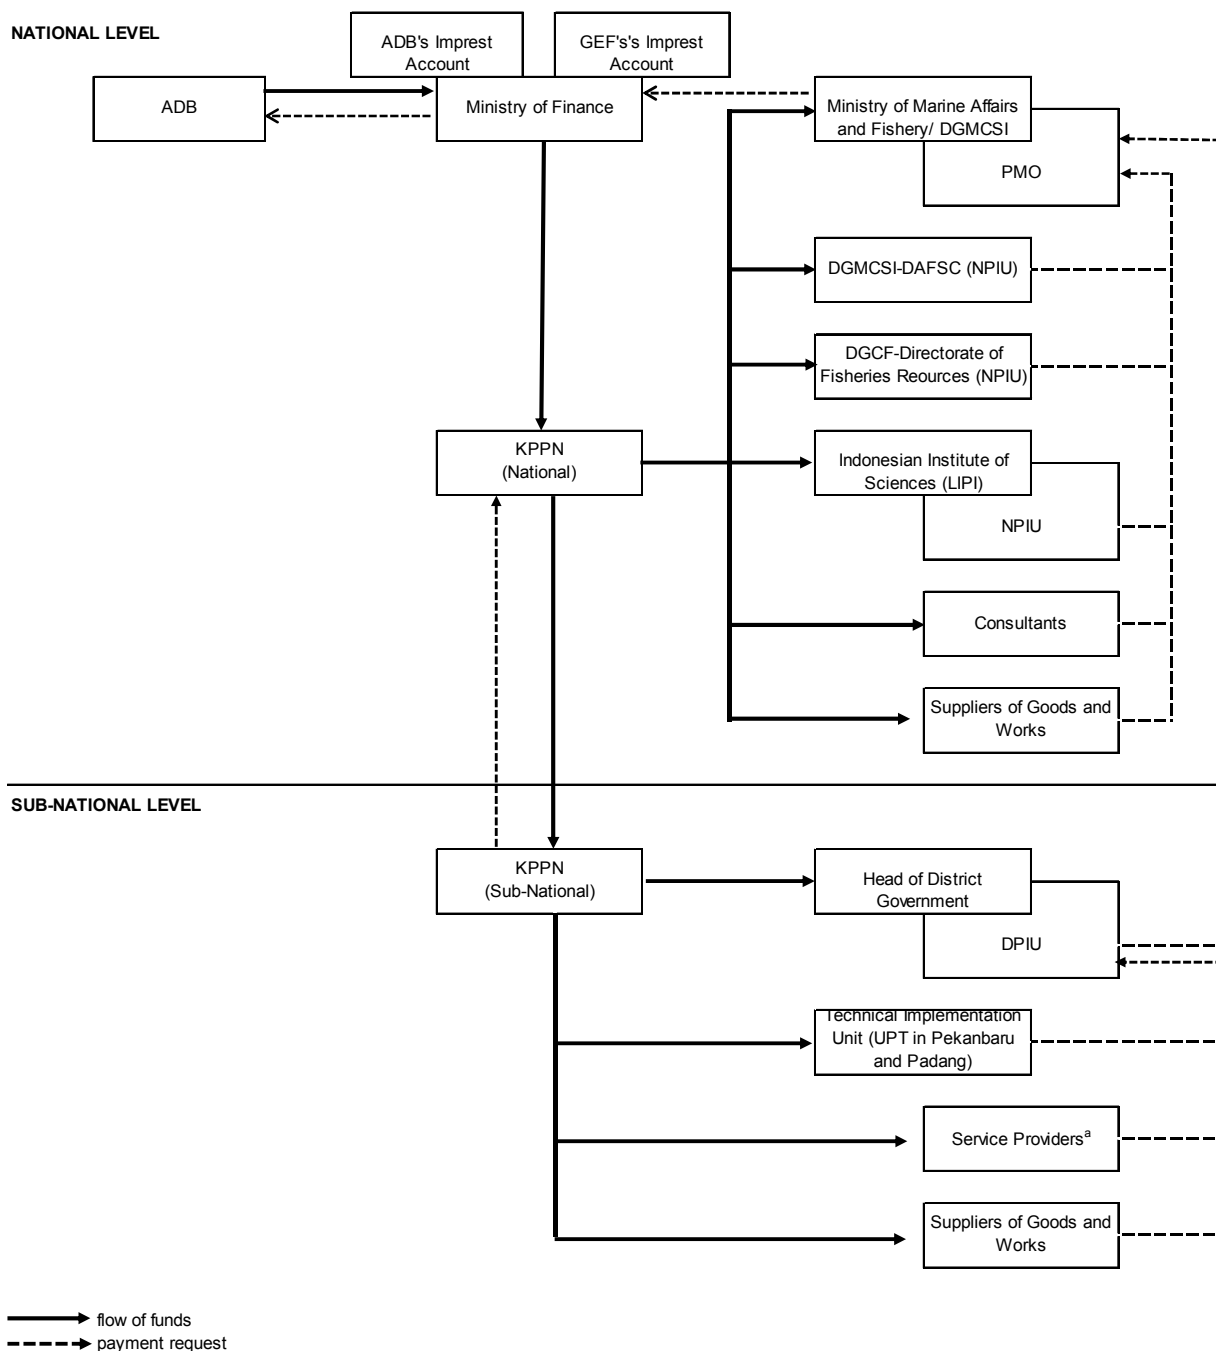 NATIONAL LEVEL
ADB's Imprest
Account
GEF's's Imprest
Account
ADB
Ministry of Finance
Ministry of Marine Affairs
and Fishery/ DGMCSI
PMO
DGMCSI-DAFSC (NPIU)
DGCF-Directorate of
Fisheries Reources (NPIU)
KPPN
(National)
Indonesian Institute of
Sciences (LIPI)
NPIU
Consultants
Suppliers of Goods and
Works
SUB-NATIONAL LEVEL
KPPN
(Sub-National)
Head of District
Government
DPIU
Technical Implementation
Unit (UPT in Pekanbaru
and Padang)
Service Providersᵃ
Suppliers of Goods and
Works
flow of funds
payment request